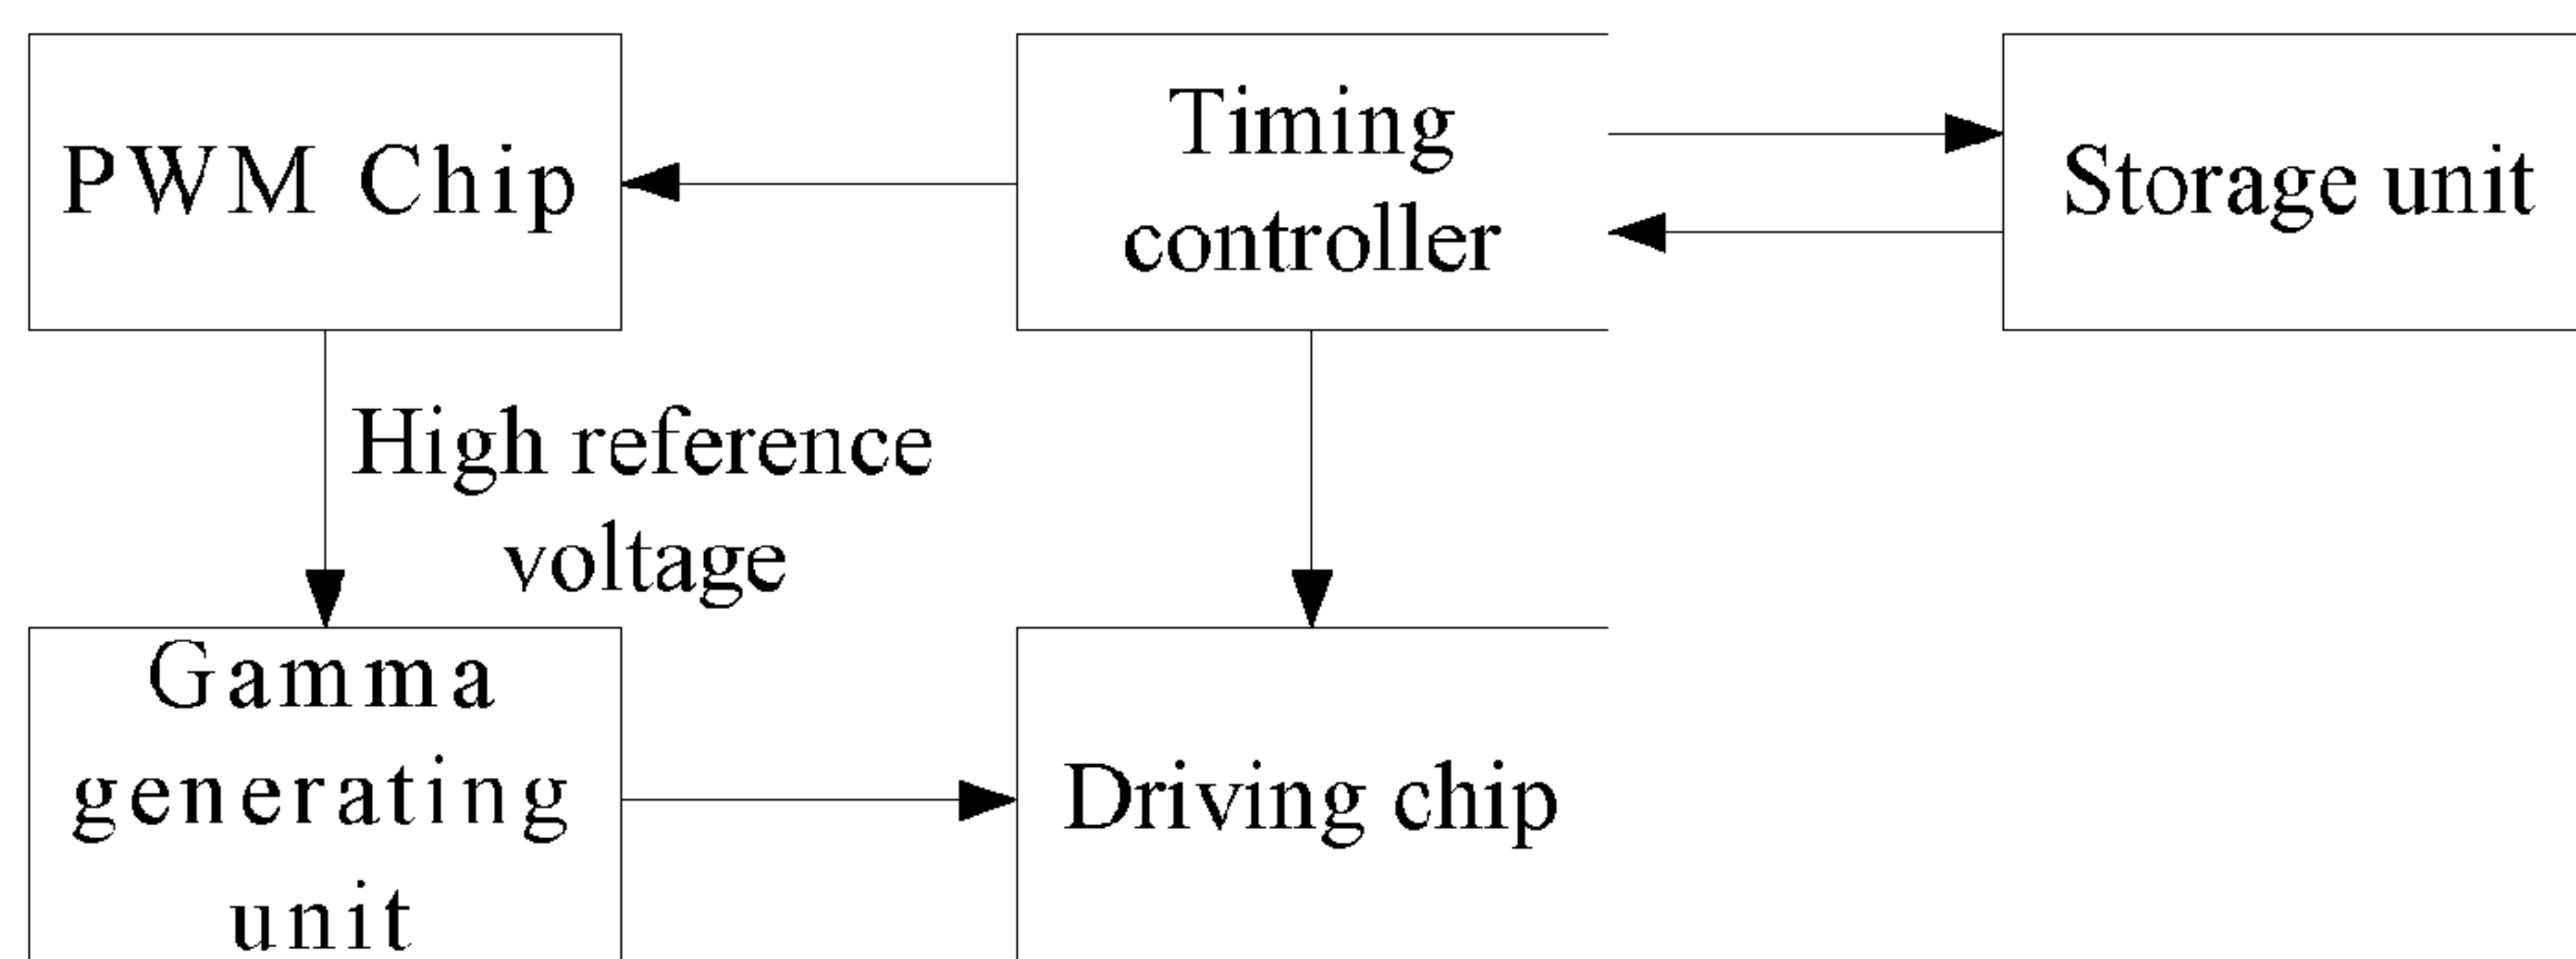 PWM Chip
Timing
controller
Storage unit
High reference
voltage
Gamma
generating
unit
Driving chip